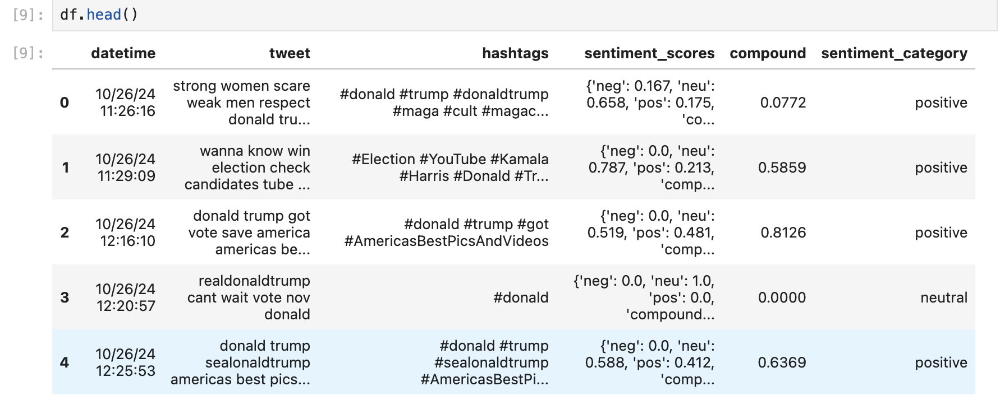 [9]: df.head()
[9]: datetime tweet hashtags sentiment_scores compound sentiment_category
0 10/26/24 11:26:16 strong women scare weak men respect donald tru... #donald #trump #donaldtrump #maga #cult #magac... {'neg': 0.167, 'neu': 0.658, 'pos': 0.175, 'co... 0.0772 positive
1 10/26/24 11:29:09 wanna know win election check candidates tube ... #Election #YouTube #Kamala #Harris #Donald #Tr... {'neg': 0.0, 'neu': 0.787, 'pos': 0.213, 'comp... 0.5859 positive
2 10/26/24 12:16:10 donald trump got vote save america americas be... #donald #trump #got #AmericasBestPicsAndVideos {'neg': 0.0, 'neu': 0.519, 'pos': 0.481, 'comp... 0.8126 positive
3 10/26/24 12:20:57 realdonaldtrump cant wait vote nov donald #donald {'neg': 0.0, 'neu': 1.0, 'pos': 0.0, 'compound... 0.0000 neutral
4 10/26/24 12:25:53 donald trump sealonaldtrump americas best pics... #donald #trump #sealonaldtrump #AmericasBestPi... {'neg': 0.0, 'neu': 0.588, 'pos': 0.412, 'comp... 0.6369 positive